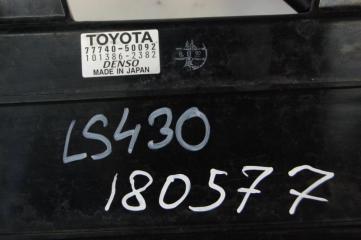 TOYOTA
77740-50092
101386-2382
DENSO
MADE IN JAPAN
LS430
180577